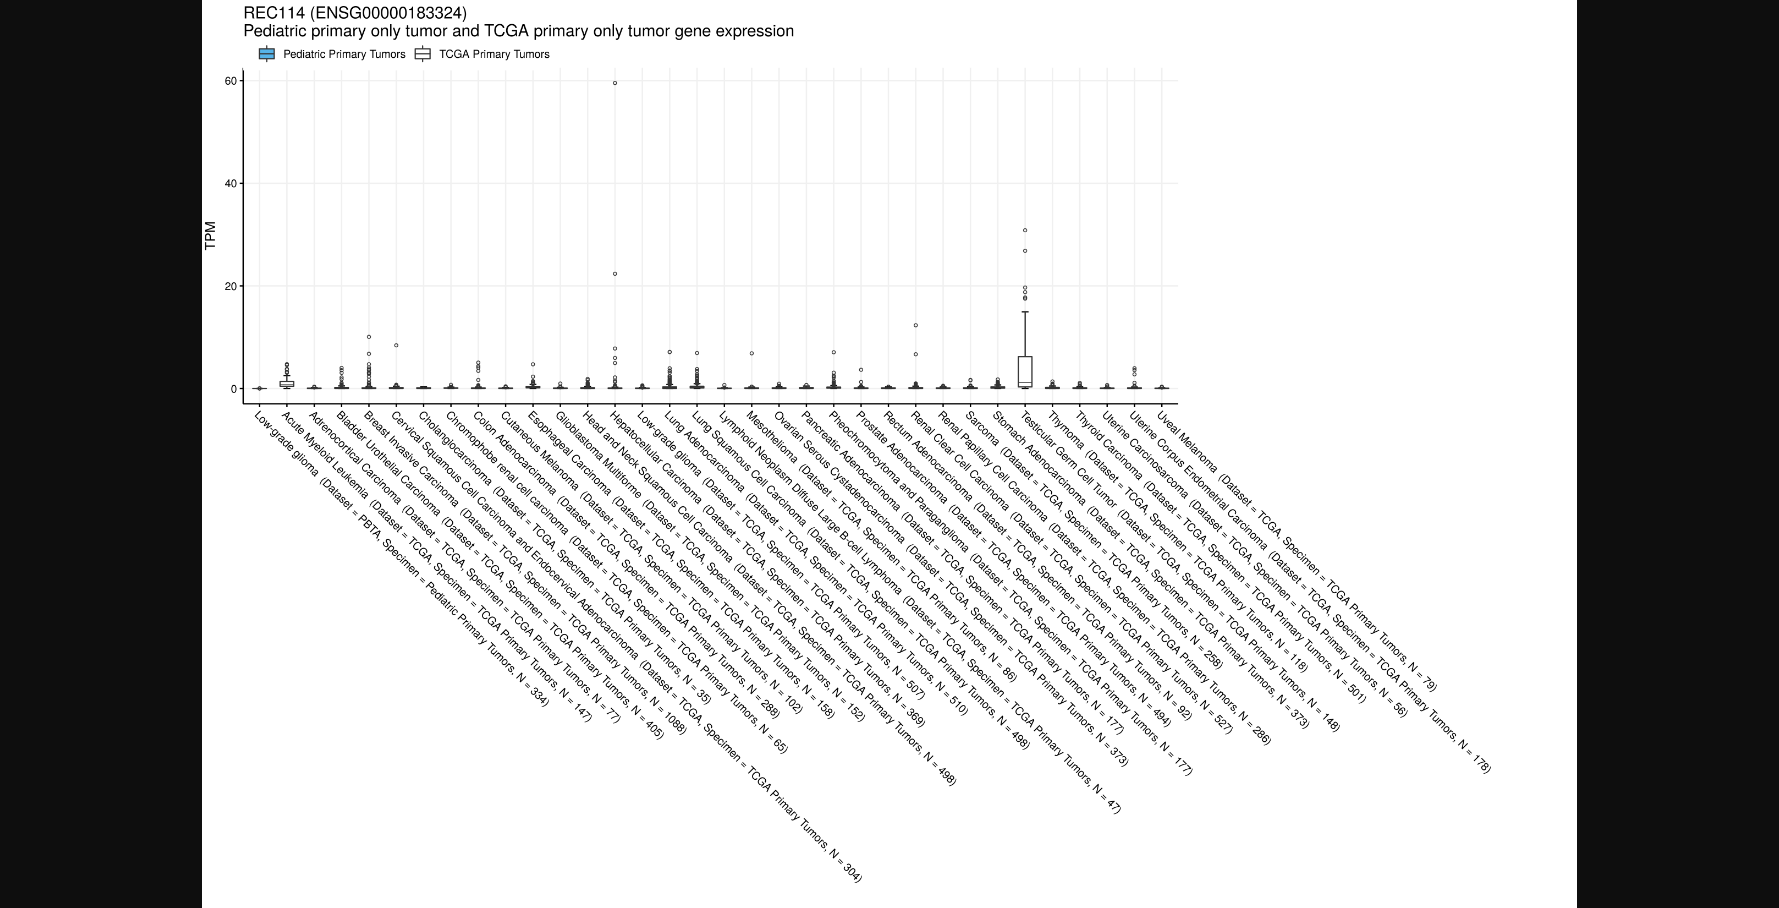 REC114 (ENSG00000183324)
Pediatric primary only tumor and TCGA primary only tumor gene expression
Pediatric Primary Tumors
TCGA Primary Tumors
TPM
60
40
20
0
Low-grade glioma (Dataset = PBTA, Specimen = Pediatric Primary Tumors, N = 334)
Acute Myeloid Leukemia (Dataset = TCGA, Specimen = TCGA Primary Tumors, N = 147)
Adrenocortical Carcinoma (Dataset = TCGA, Specimen = TCGA Primary Tumors, N = 77)
Bladder Urothelial Carcinoma (Dataset = TCGA, Specimen = TCGA Primary Tumors, N = 405)
Breast Invasive Carcinoma (Dataset = TCGA, Specimen = TCGA Primary Tumors, N = 1088)
Cervical Squamous Cell Carcinoma and Endocervical Adenocarcinoma (Dataset = TCGA, Specimen = TCGA Primary Tumors, N = 304)
Cholangiocarcinoma (Dataset = TCGA, Specimen = TCGA Primary Tumors, N = 35)
Chromophobe renal cell carcinoma (Dataset = TCGA, Specimen = TCGA Primary Tumors, N = 65)
Colon Adenocarcinoma (Dataset = TCGA, Specimen = TCGA Primary Tumors, N = 288)
Cutaneous Melanoma (Dataset = TCGA, Specimen = TCGA Primary Tumors, N = 102)
Esophageal Carcinoma (Dataset = TCGA, Specimen = TCGA Primary Tumors, N = 158)
Glioblastoma Multiforme (Dataset = TCGA, Specimen = TCGA Primary Tumors, N = 152)
Head and Neck Squamous Cell Carcinoma (Dataset = TCGA, Specimen = TCGA Primary Tumors, N = 498)
Hepatocellular Carcinoma (Dataset = TCGA, Specimen = TCGA Primary Tumors, N = 369)
Low-grade glioma (Dataset = TCGA, Specimen = TCGA Primary Tumors, N = 507)
Lung Adenocarcinoma (Dataset = TCGA, Specimen = TCGA Primary Tumors, N = 510)
Lung Squamous Cell Carcinoma (Dataset = TCGA, Specimen = TCGA Primary Tumors, N = 498)
Lymphoid Neoplasm Diffuse Large B-cell Lymphoma (Dataset = TCGA, Specimen = TCGA Primary Tumors, N = 47)
Mesothelioma (Dataset = TCGA, Specimen = TCGA Primary Tumors, N = 86)
Ovarian Serous Cystadenocarcinoma (Dataset = TCGA, Specimen = TCGA Primary Tumors, N = 373)
Pancreatic Adenocarcinoma (Dataset = TCGA, Specimen = TCGA Primary Tumors, N = 177)
Pheochromocytoma and Paraganglioma (Dataset = TCGA, Specimen = TCGA Primary Tumors, N = 177)
Prostate Adenocarcinoma (Dataset = TCGA, Specimen = TCGA Primary Tumors, N = 494)
Rectum Adenocarcinoma (Dataset = TCGA, Specimen = TCGA Primary Tumors, N = 92)
Renal Clear Cell Carcinoma (Dataset = TCGA, Specimen = TCGA Primary Tumors, N = 527)
Renal Papillary Cell Carcinoma (Dataset = TCGA, Specimen = TCGA Primary Tumors, N = 286)
Sarcoma (Dataset = TCGA, Specimen = TCGA Primary Tumors, N = 258)
Stomach Adenocarcinoma (Dataset = TCGA, Specimen = TCGA Primary Tumors, N = 373)
Testicular Germ Cell Tumor (Dataset = TCGA, Specimen = TCGA Primary Tumors, N = 148)
Thymoma (Dataset = TCGA, Specimen = TCGA Primary Tumors, N = 118)
Thyroid Carcinoma (Dataset = TCGA, Specimen = TCGA Primary Tumors, N = 501)
Uterine Carcinosarcoma (Dataset = TCGA, Specimen = TCGA Primary Tumors, N = 56)
Uterine Corpus Endometrial Carcinoma (Dataset = TCGA, Specimen = TCGA Primary Tumors, N = 178)
Uveal Melanoma (Dataset = TCGA, Specimen = TCGA Primary Tumors, N = 79)